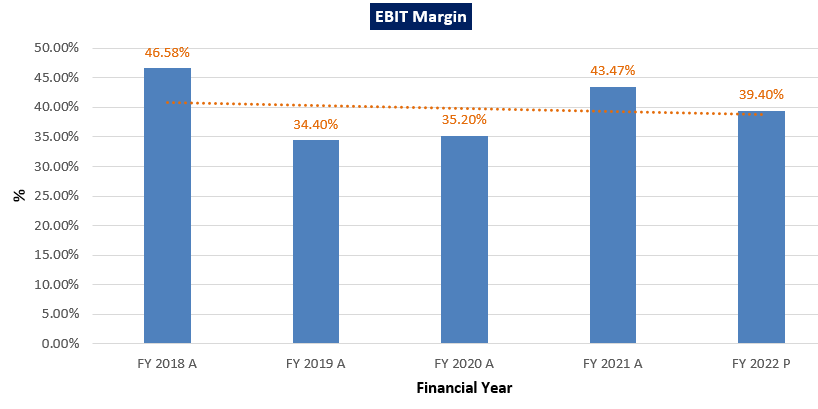 EBIT Margin
50.00%
45.00%
40.00%
35.00%
30.00%
25.00%
20.00%
15.00%
10.00%
5.00%
0.00%
%
46.58%
34.40%
35.20%
43.47%
39.40%
FY 2018 A
FY 2019 A
FY 2020 A
FY 2021 A
FY 2022 P
Financial Year